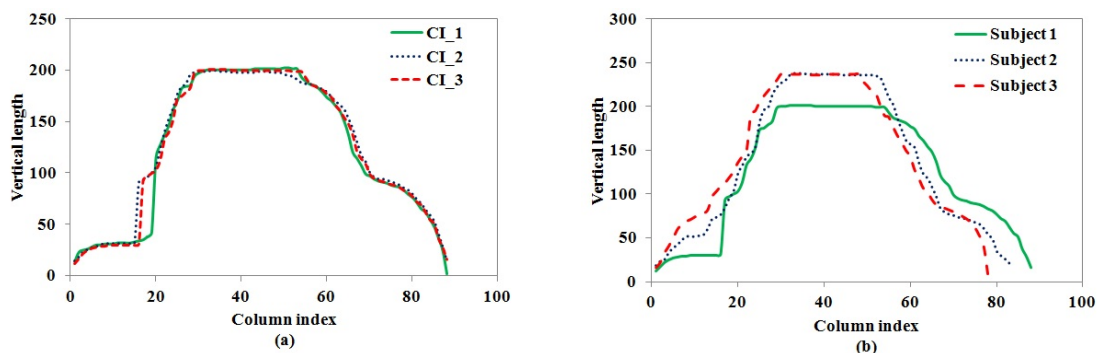 250
200
150
100
50
0
Vertical length
CI_1
CI_2
CI_3
0 20 40 60 80 100
Column index
(a)
300
250
200
150
100
50
0
Vertical length
Subject 1
Subject 2
Subject 3
0 20 40 60 80 100
Column index
(b)